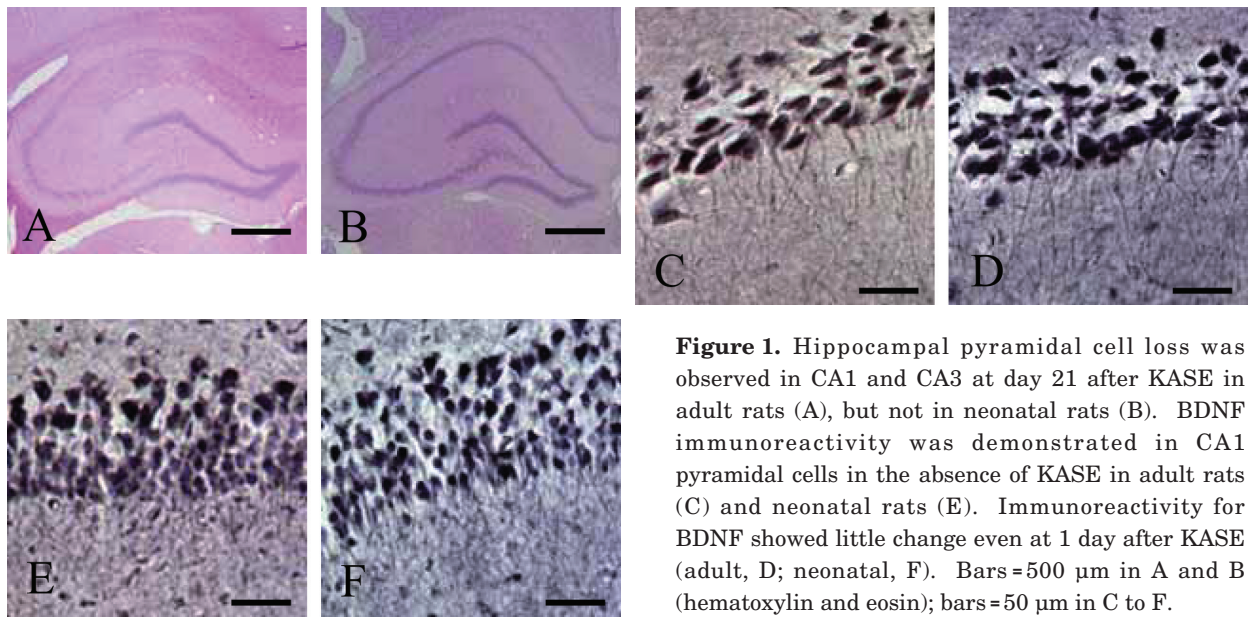 A
B
C
D
E
F
Figure 1. Hippocampal pyramidal cell loss was
observed in CA1 and CA3 at day 21 after KASE in
adult rats (A), but not in neonatal rats (B). BDNF
immunoreactivity was demonstrated in CA1
pyramidal cells in the absence of KASE in adult rats
(C) and neonatal rats (E). Immunoreactivity for
BDNF showed little change even at 1 day after KASE
(adult, D; neonatal, F). Bars=500 μm in A and B
(hematoxylin and eosin); bars=50 μm in C to F.